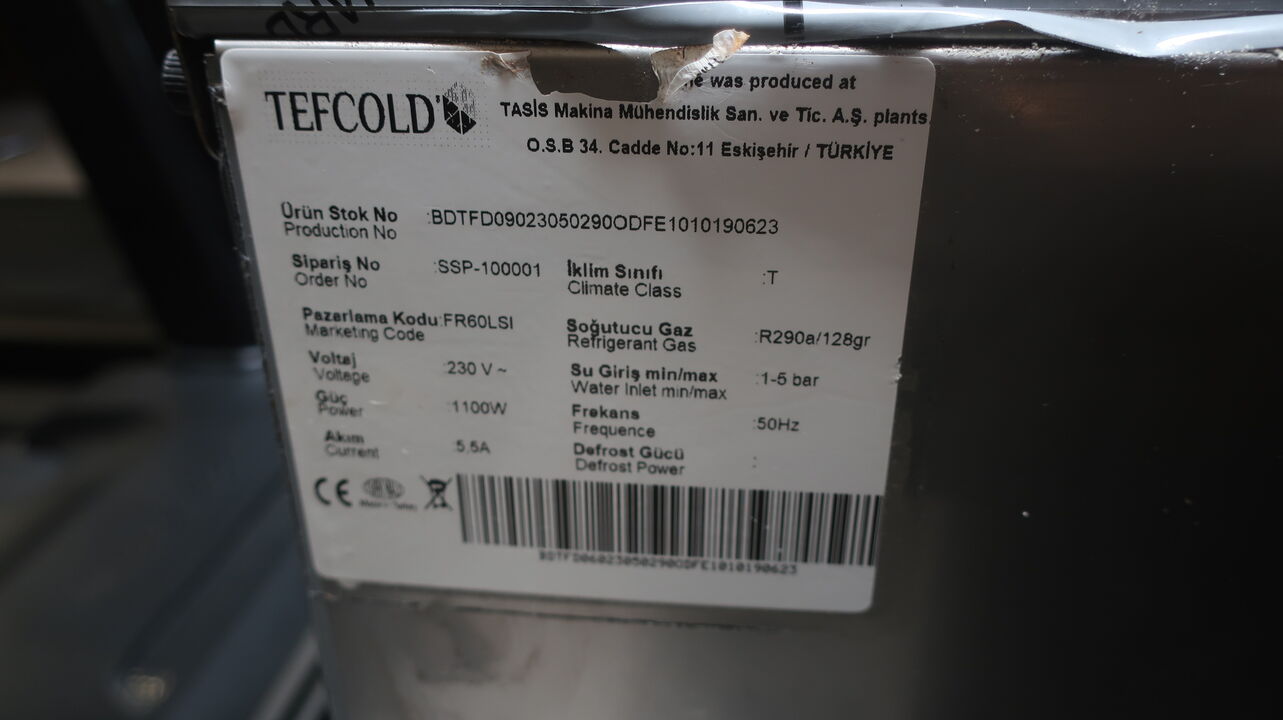 TEFCOLD
was produced at
TASİS Makina Mühendislik San. ve Tic. A.Ş. plants
O.S.B 34. Cadde No:11 Eskişehir / TÜRKİYE
Ürün Stok No :BDTFD09023050290ODFE1010190623
Production No
Sipariş No :SSP-100001
Order No
İklim Sınıfı :T
Climate Class
Pazarlama Kodu :FR60LSI
Marketing Code
Soğutucu Gaz :R290a/128gr
Refrigerant Gas
Voltaj :230 V ~
Voltege
Su Giriş min/max :1-5 bar
Water Inlet min/max
Güç :1100W
Power
Frekans :50Hz
Frequence
Akım :5,5A
Current
Defrost Gücü :
Defrost Power
CE
BDTFD06023050290ODFE1010190623